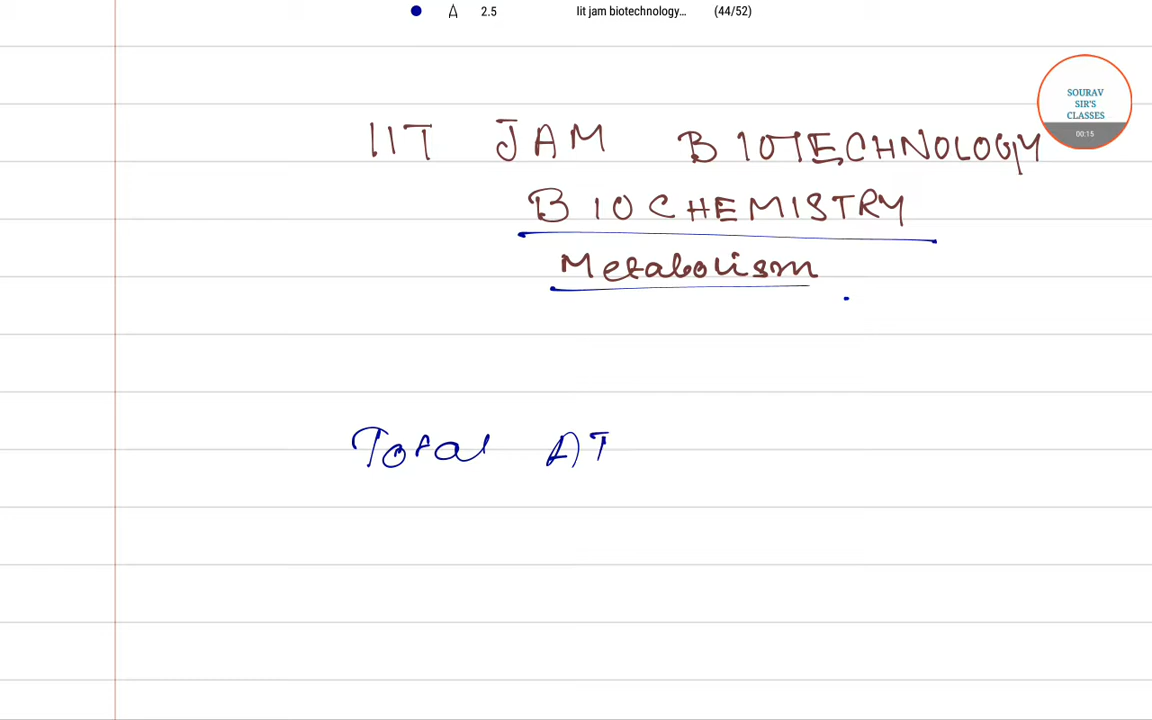 2.5 Iit jam biotechnology... (44/52)
SOURAV
SIR'S
CLASSES
00:15
IIT JAM BIOTECHNOLOGY
BIOCHEMISTRY
Metabolism
Total AT